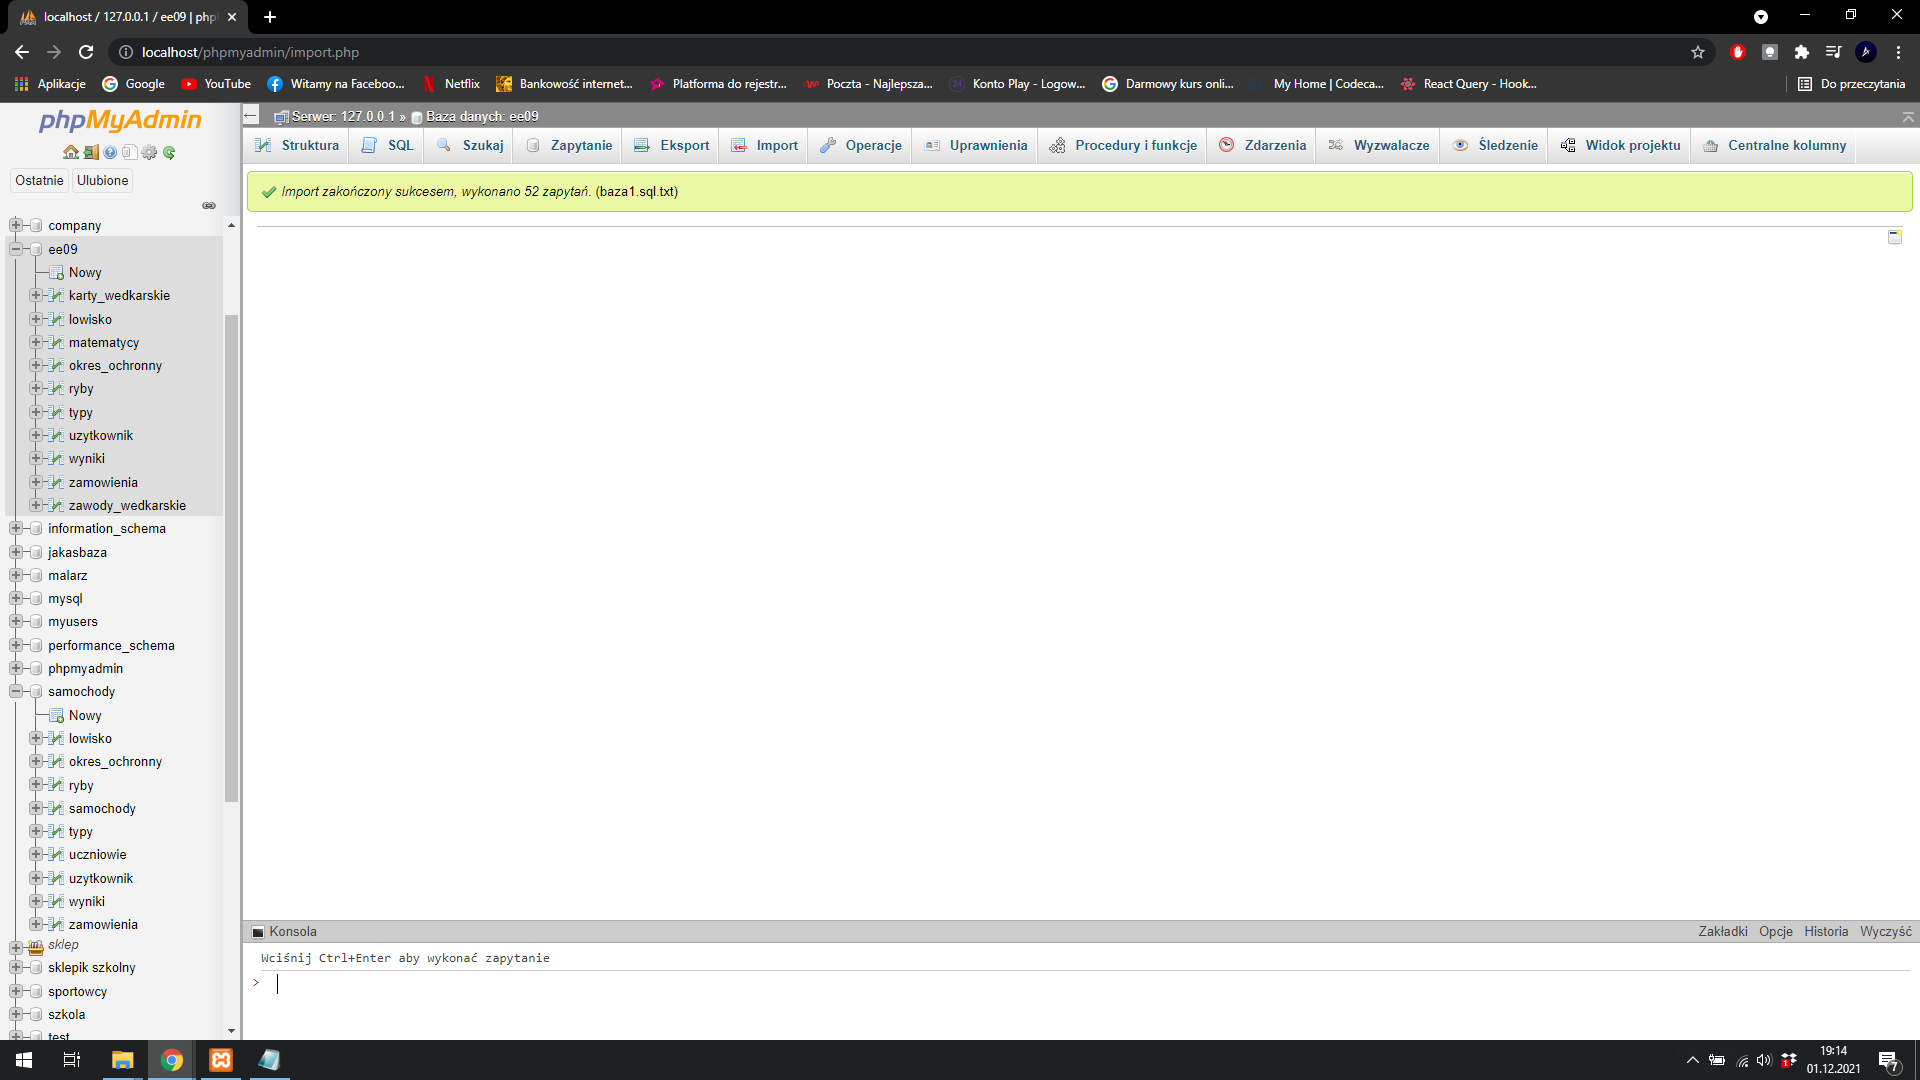 localhost / 127.0.0.1 / ee09 | php
localhost/phpmyadmin/import.php
Aplikacje Google YouTube Witamy na Faceboo... Netflix Bankowość internet... Platforma do rejestr... Poczta - Najlepsza... Konto Play - Logow... Darmowy kurs onli... My Home | Codeca... React Query - Hook... Do przeczytania
phpMyAdmin
Ostatnie Ulubione
company
ee09
Nowy
karty_wedkarskie
lowisko
matematycy
okres_ochronny
ryby
typy
uzytkownik
wyniki
zamowienia
zawody_wedkarskie
information_schema
jakasbaza
malarz
mysql
myusers
performance_schema
phpmyadmin
samochody
Nowy
lowisko
okres_ochronny
ryby
samochody
typy
uczniowie
uzytkownik
wyniki
zamowienia
sklep
sklepik szkolny
sportowcy
szkola
test
Serwer: 127.0.0.1 » Baza danych: ee09
Struktura SQL Szukaj Zapytanie Eksport Import Operacje Uprawnienia Procedury i funkcje Zdarzenia Wyzwalacze Śledzenie Widok projektu Centralne kolumny
Import zakończony sukcesem, wykonano 52 zapytań. (baza1.sql.txt)
Konsola Zakładki Opcje Historia Wyczyść
Wciśnij Ctrl+Enter aby wykonać zapytanie
>
19:14
01.12.2021
7